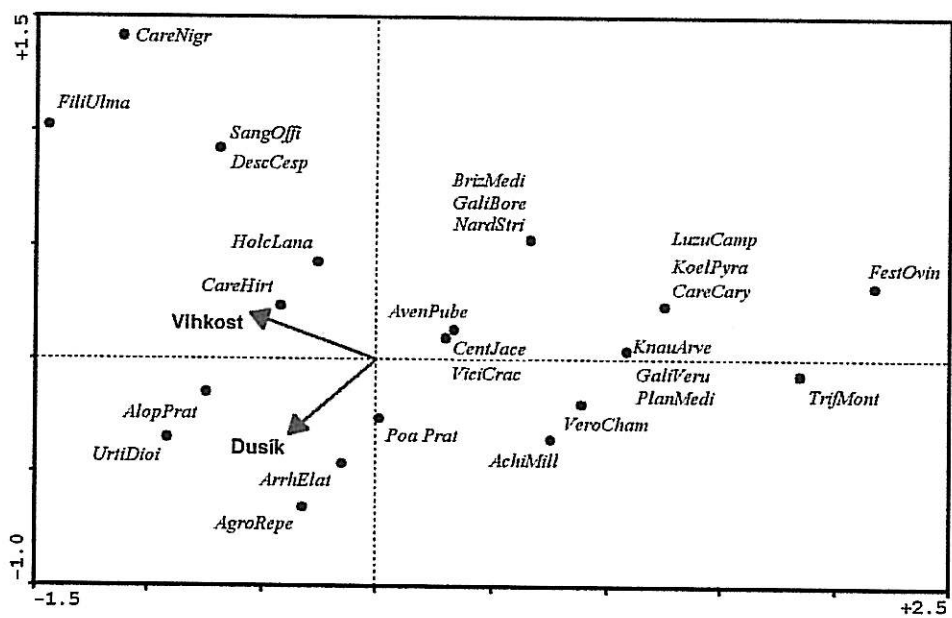 +1.5
CareNigr
FiliUlma
SangOffi
DescCesp
BrizMedi
GaliBore
NardStri
HolcLana
LuzuCamp
KoelPyra
CareCary
FestOvin
CareHirt
Vlhkost
AvenPube
CentJace
ViciCrac
KnauArve
GaliVeru
PlanMedi
TrifMont
AlopPrat
UrtiDioi
Dusík
Poa Prat
VeroCham
AchiMill
ArrhElat
AgroRepe
-1.0
-1.5
+2.5